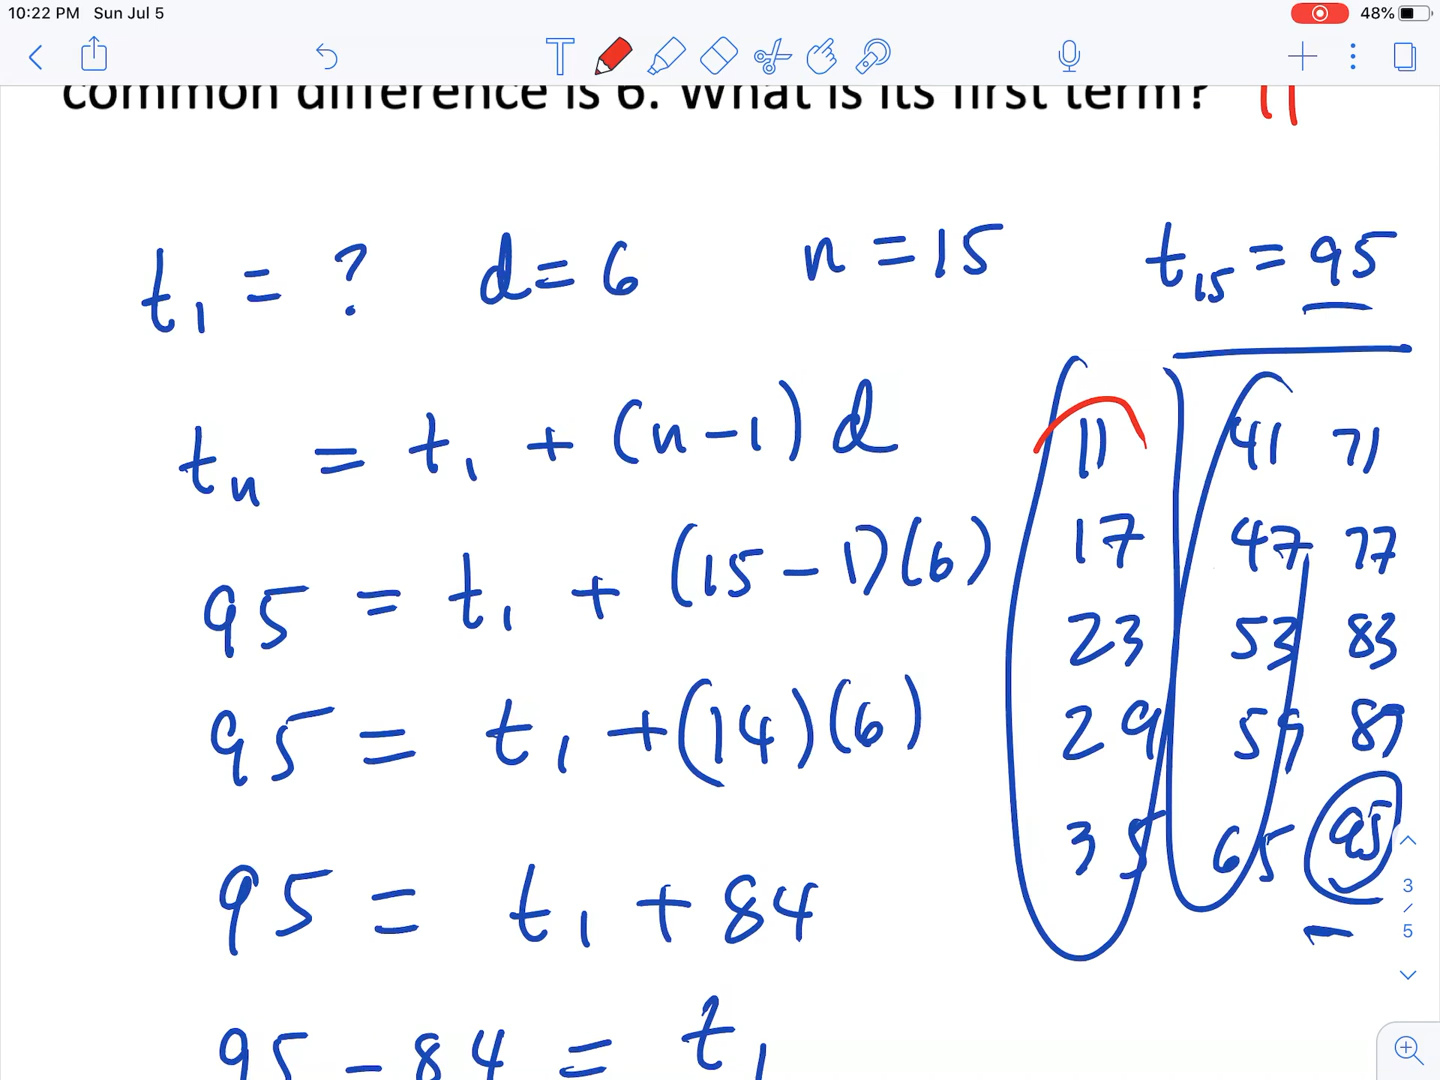 10:22 PM Sun Jul 5 48%
common difference is 6. What is its first term? 11
t₁ = ? d = 6 n = 15 t₁₅ = 95
tₙ = t₁ + (n-1) d
95 = t₁ + (15-1)(6)
95 = t₁ + (14)(6)
95 = t₁ + 84
95 - 84 = t₁
11 41 71
17 47 77
23 53 83
29 59 89
35 65 95
3
/
5